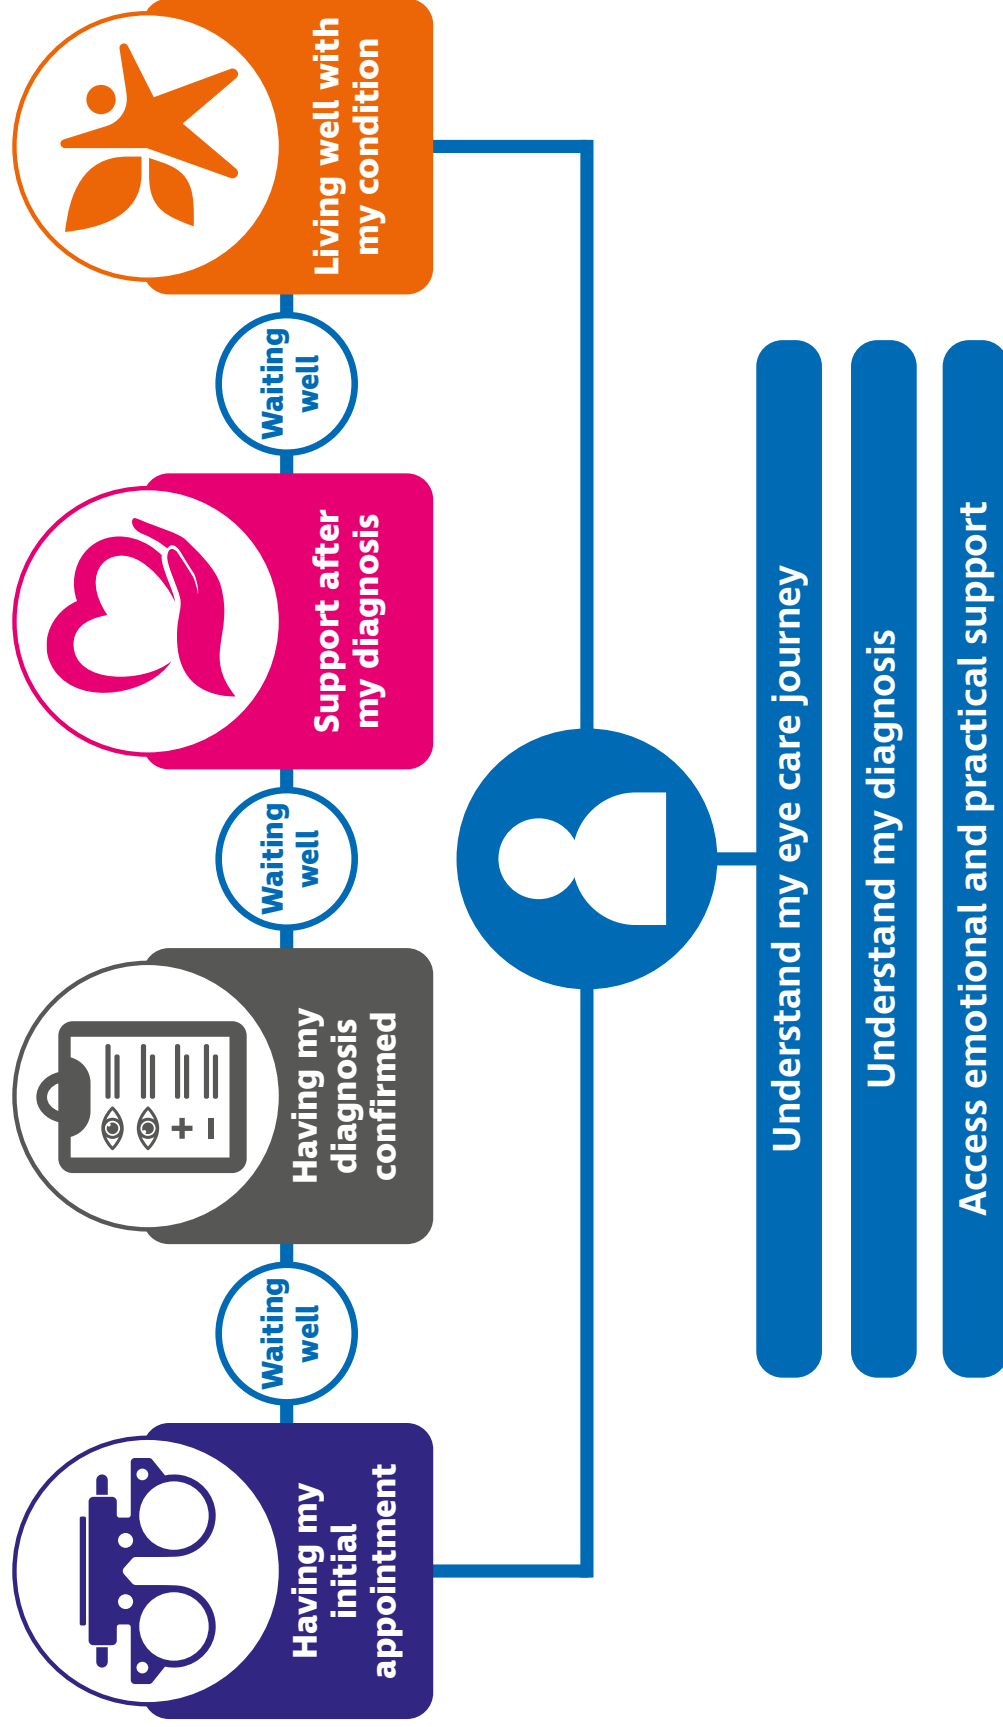 Having my
initial
appointment
Waiting
well
Having my
diagnosis
confirmed
Waiting
well
Support after
my diagnosis
Waiting
well
Living well with
my condition
Understand my eye care journey
Understand my diagnosis
Access emotional and practical support